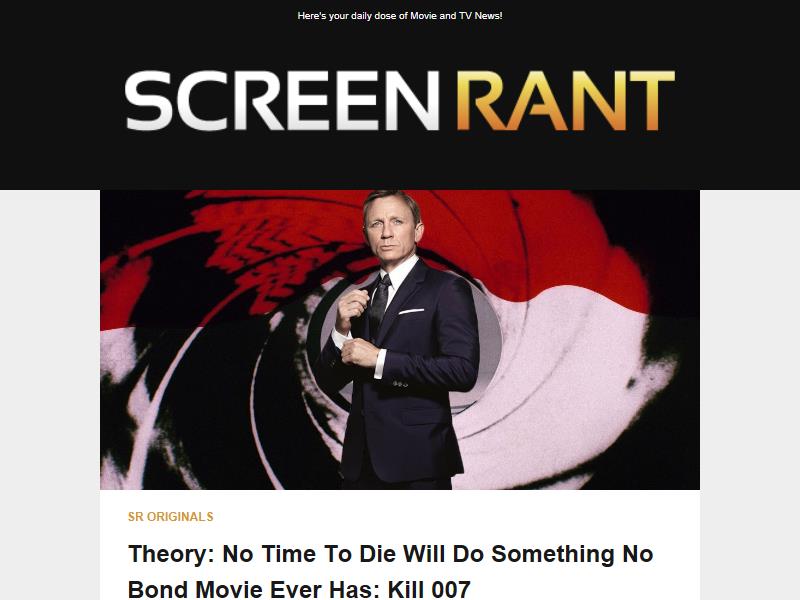 Here's your daily dose of Movie and TV News!
SCREEN RANT
SR ORIGINALS
Theory: No Time To Die Will Do Something No
Bond Movie Ever Has: Kill 007